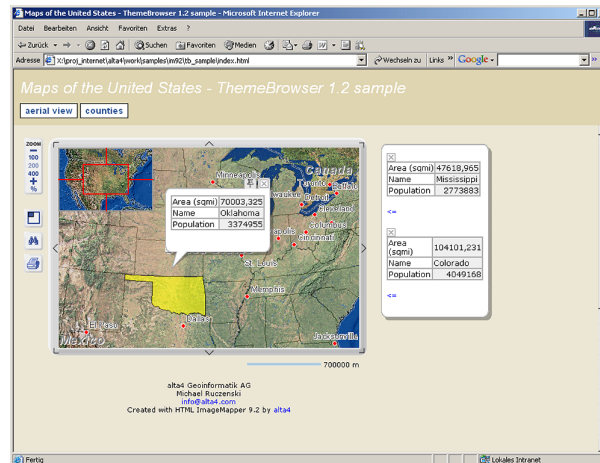 Maps of the United States - ThemeBrowser 1.2 sample - Microsoft Internet Explorer
Datei Bearbeiten Ansicht Favoriten Extras ?
Zurück Suchen Favoriten Medien
Adresse X:\proj_internet\alta4\work\samples\im92\tb_sample\index.html Wechseln zu Links » Google
Maps of the United States - ThemeBrowser 1.2 sample
aerial view counties
ZOOM
100
200
400
%
Canada
Minneapolis
Toronto
Buffalo
Detroit
Cleveland
Columbus
Cincinnati
St. Louis
Memphis
Dallas
El Paso
Mexico
Jacksonville
Area (sqmi) 70003,325
Name Oklahoma
Population 3374955
Area (sqmi) 47618,965
Name Mississippi
Population 2773883
<=
Area (sqmi) 104101,231
Name Colorado
Population 4049168
<=
700000 m
alta4 Geoinformatik AG
Michael Ruczenski
info@alta4.com
Created with HTML ImageMapper 9.2 by alta4
Fertig Lokales Intranet